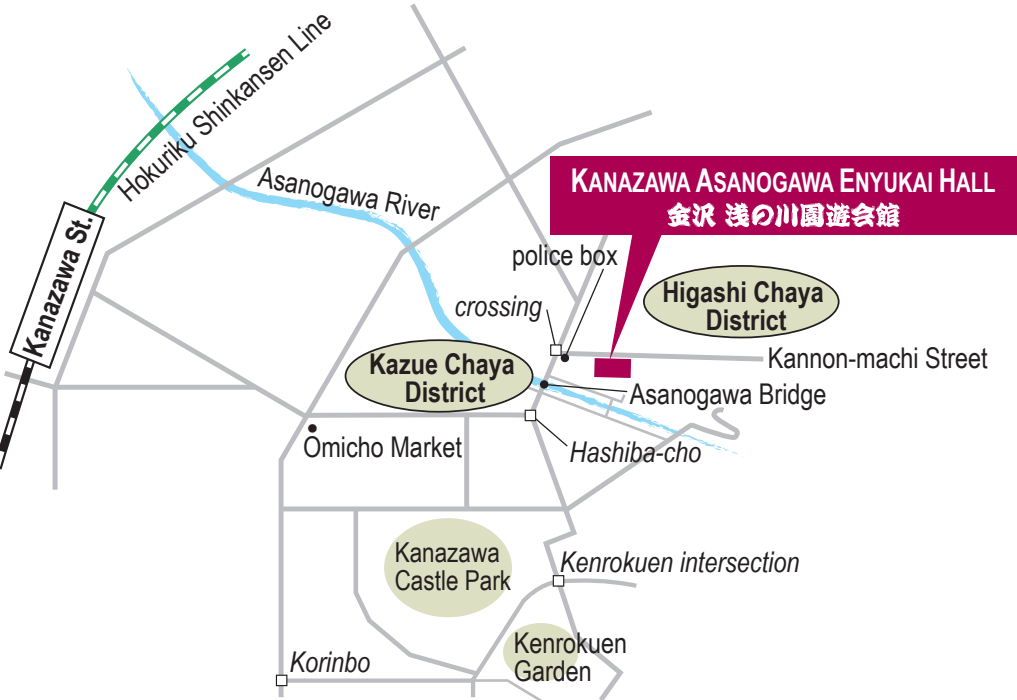 Hokuriku Shinkansen Line
Kanazawa St.
Asanogawa River
KANAZAWA ASANOGAWA ENYUKAI HALL
金沢 浅の川園遊会館
police box
Higashi Chaya
District
crossing
Kannon-machi Street
Kazue Chaya
District
Asanogawa Bridge
Omicho Market
Hashiba-cho
Kanazawa
Castle Park
Kenrokuen intersection
Kenrokuen
Garden
Korinbo